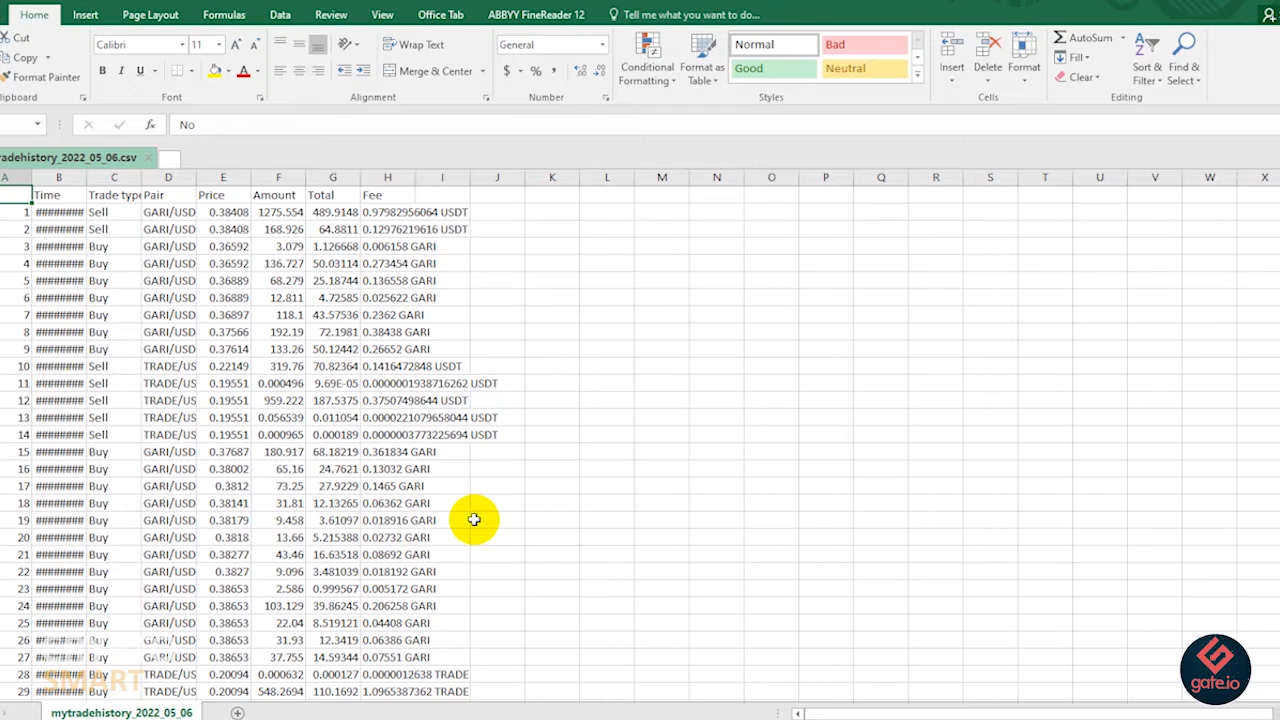 Home Insert Page Layout Formulas Data Review View Office Tab ABBYY FineReader 12 Tell me what you want to do...
Cut
Copy
Format Painter
lipboard
Calibri 11
B I U
Font
Wrap Text
Merge & Center
Alignment
General
$ % ,
Number
Conditional Formatting
Format as Table
Normal Bad
Good Neutral
Styles
Insert Delete Format
Cells
AutoSum
Fill
Clear
Sort & Filter
Find & Select
Editing
fx No
radehistory_2022_05_06.csv
A B C D E F G H I J K L M N O P Q R S T U V W X
Time Trade type Pair Price Amount Total Fee
1 ######## Sell GARI/USD 0.38408 1275.554 489.9148 0.97982956064 USDT
2 ######## Sell GARI/USD 0.38408 168.926 64.8811 0.12976219616 USDT
3 ######## Buy GARI/USD 0.36592 3.079 1.126668 0.006158 GARI
4 ######## Buy GARI/USD 0.36592 136.727 50.03114 0.273454 GARI
5 ######## Buy GARI/USD 0.36889 68.279 25.18744 0.136558 GARI
6 ######## Buy GARI/USD 0.36889 12.811 4.72585 0.025622 GARI
7 ######## Buy GARI/USD 0.36897 118.1 43.57536 0.2362 GARI
8 ######## Buy GARI/USD 0.37566 192.19 72.1981 0.38438 GARI
9 ######## Buy GARI/USD 0.37614 133.26 50.12442 0.26652 GARI
10 ######## Sell TRADE/US 0.22149 319.76 70.82364 0.1416472848 USDT
11 ######## Sell TRADE/US 0.19551 0.000496 9.69E-05 0.0000001938716262 USDT
12 ######## Sell TRADE/US 0.19551 959.222 187.5375 0.37507498644 USDT
13 ######## Sell TRADE/US 0.19551 0.056539 0.011054 0.0000221079658044 USDT
14 ######## Sell TRADE/US 0.19551 0.000965 0.000189 0.0000003773225694 USDT
15 ######## Buy GARI/USD 0.37687 180.917 68.18219 0.361834 GARI
16 ######## Buy GARI/USD 0.38002 65.16 24.7621 0.13032 GARI
17 ######## Buy GARI/USD 0.3812 73.25 27.9229 0.1465 GARI
18 ######## Buy GARI/USD 0.38141 31.81 12.13265 0.06362 GARI
19 ######## Buy GARI/USD 0.38179 9.458 3.61097 0.018916 GARI
20 ######## Buy GARI/USD 0.3818 13.66 5.215388 0.02732 GARI
21 ######## Buy GARI/USD 0.38277 43.46 16.63518 0.08692 GARI
22 ######## Buy GARI/USD 0.3827 9.096 3.481039 0.018192 GARI
23 ######## Buy GARI/USD 0.38653 2.586 0.999567 0.005172 GARI
24 ######## Buy GARI/USD 0.38653 103.129 39.86245 0.206258 GARI
25 ######## Buy GARI/USD 0.38653 22.04 8.519121 0.04408 GARI
26 ######## Buy GARI/USD 0.38653 31.93 12.3419 0.06386 GARI
27 ######## Buy GARI/USD 0.38653 37.755 14.59344 0.07551 GARI
28 ######## Buy TRADE/US 0.20094 0.000632 0.000127 0.0000012638 TRADE
29 ######## Buy TRADE/US 0.20094 548.2694 110.1692 1.0965387362 TRADE
SMART
gate.io
mytradehistory_2022_05_06